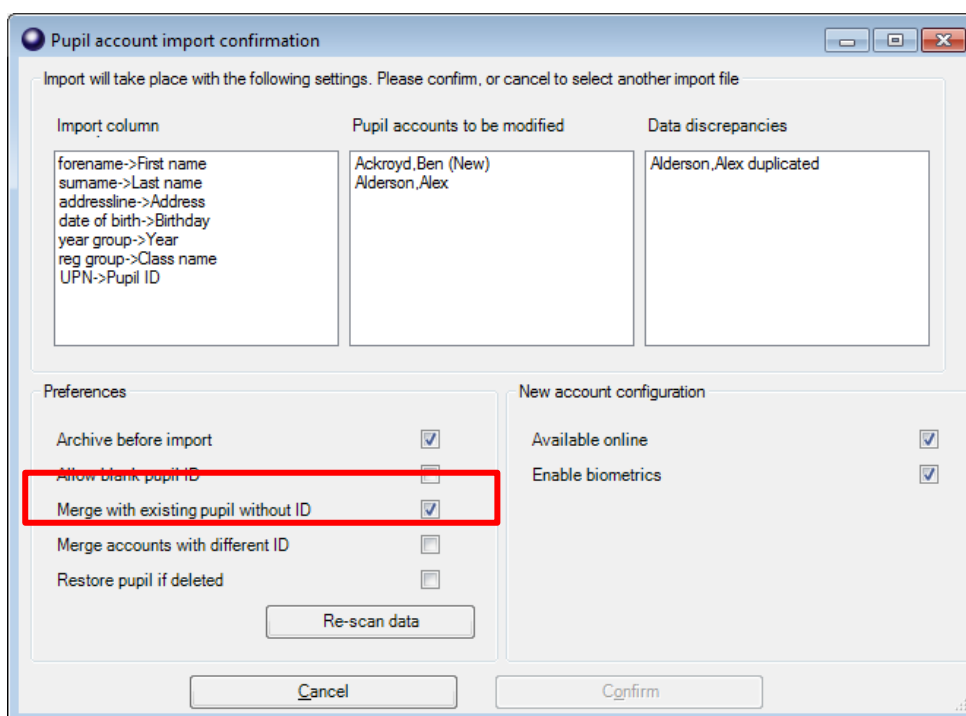 Pupil account import confirmation
Import will take place with the following settings. Please confirm, or cancel to select another import file
Import column
Pupil accounts to be modified
Data discrepancies
forename->First name
surname->Last name
addressline->Address
date of birth->Birthday
year group->Year
reg group->Class name
UPN->Pupil ID
Ackroyd,Ben (New)
Alderson,Alex
Alderson,Alex duplicated
Preferences
Archive before import
Allow blank pupil ID
Merge with existing pupil without ID
Merge accounts with different ID
Restore pupil if deleted
Re-scan data
New account configuration
Available online
Enable biometrics
Cancel
Confirm